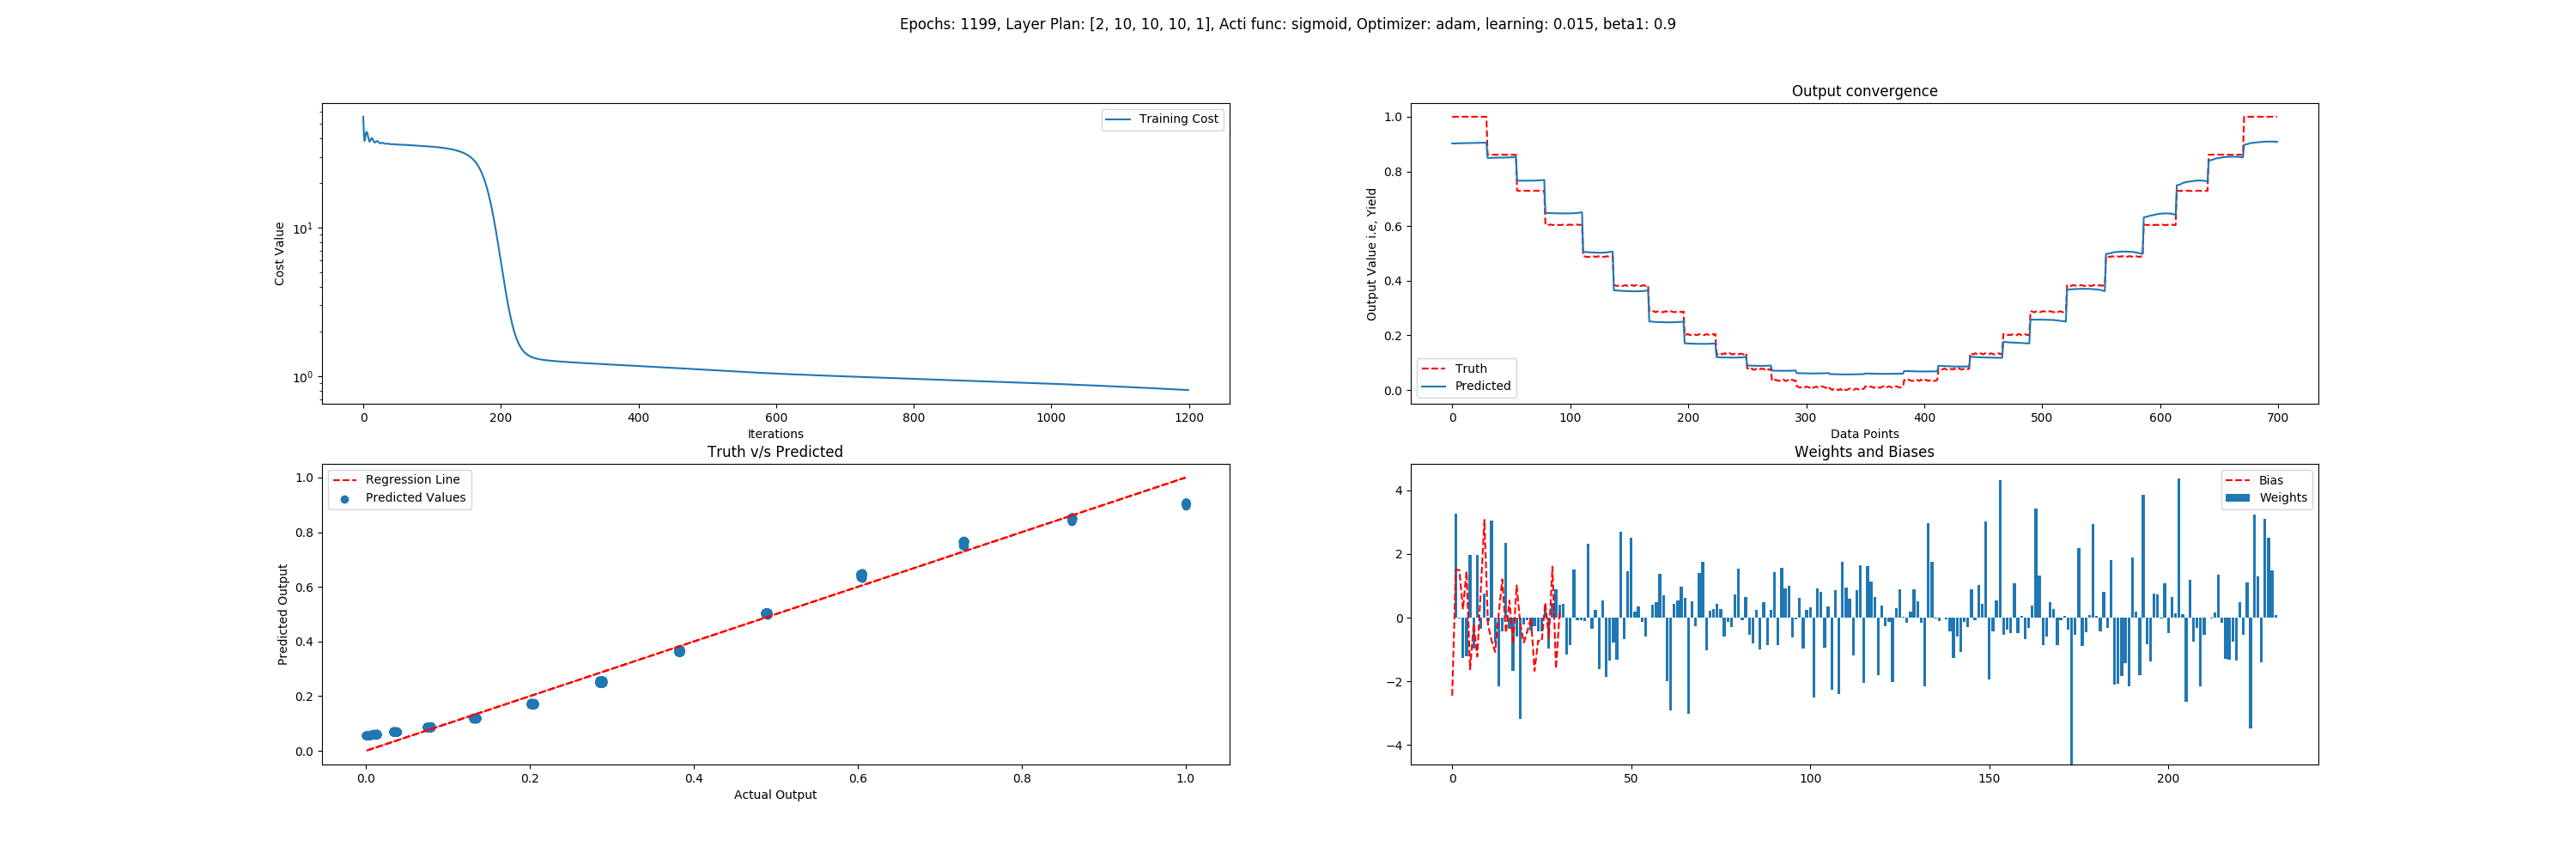 Epochs: 1199, Layer Plan: [2, 10, 10, 10, 1], Acti func: sigmoid, Optimizer: adam, learning: 0.015, beta1: 0.9
Training Cost
Cost Value
10¹
10⁰
0 200 400 600 800 1000 1200
Iterations
Output convergence
Output Value i.e, Yield
1.0
0.8
0.6
0.4
0.2
0.0
Truth
Predicted
0 100 200 300 400 500 600 700
Data Points
Truth v/s Predicted
Predicted Output
1.0
0.8
0.6
0.4
0.2
0.0
Regression Line
Predicted Values
0.0 0.2 0.4 0.6 0.8 1.0
Actual Output
Weights and Biases
4
2
0
−2
−4
Bias
Weights
0 50 100 150 200